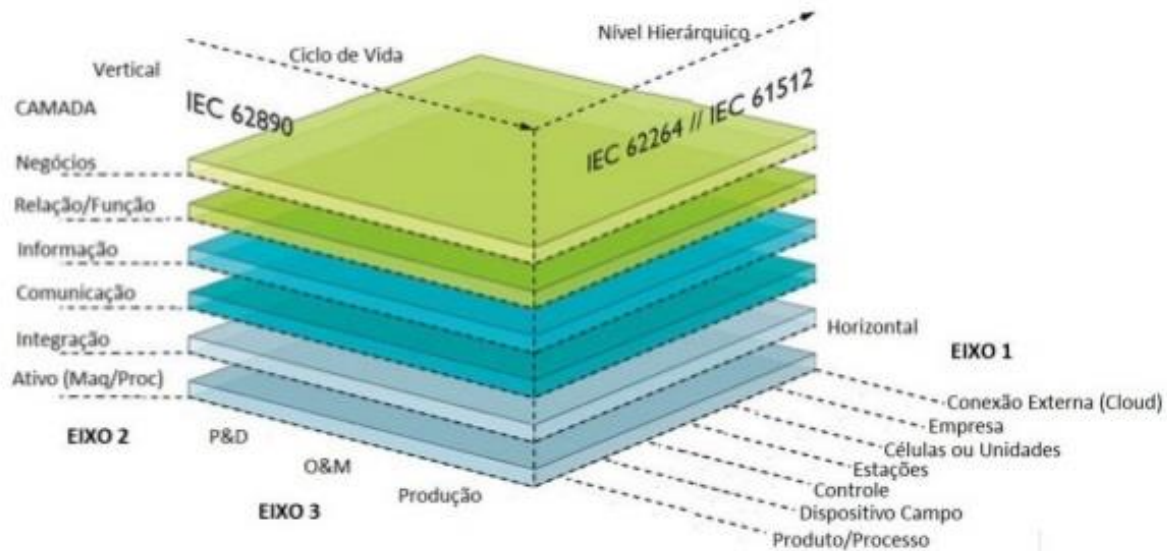 Nível Hierárquico
Ciclo de Vida
Vertical
CAMADA
IEC 62890
IEC 62264 // IEC 61512
Negócios
Relação/Função
Informação
Comunicação
Integração
Ativo (Maq/Proc)
Horizontal
EIXO 1
Conexão Externa (Cloud)
Empresa
Células ou Unidades
Estações
Controle
Dispositivo Campo
Produto/Processo
EIXO 2
P&D
O&M
Produção
EIXO 3